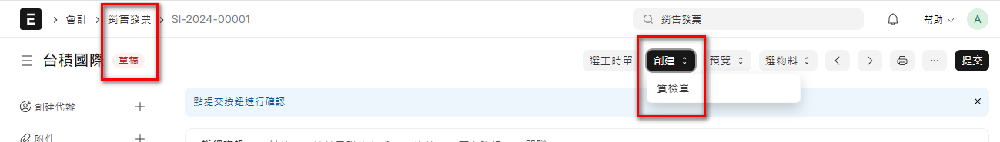 E > 會計 > 銷售發票 > SI-2024-00001 銷售發票 幫助 A
台積國際 草稿 選工時單 創建 預覽 選物料 提交
质檢單
創建代辦
點提交按鈕進行確認
附件